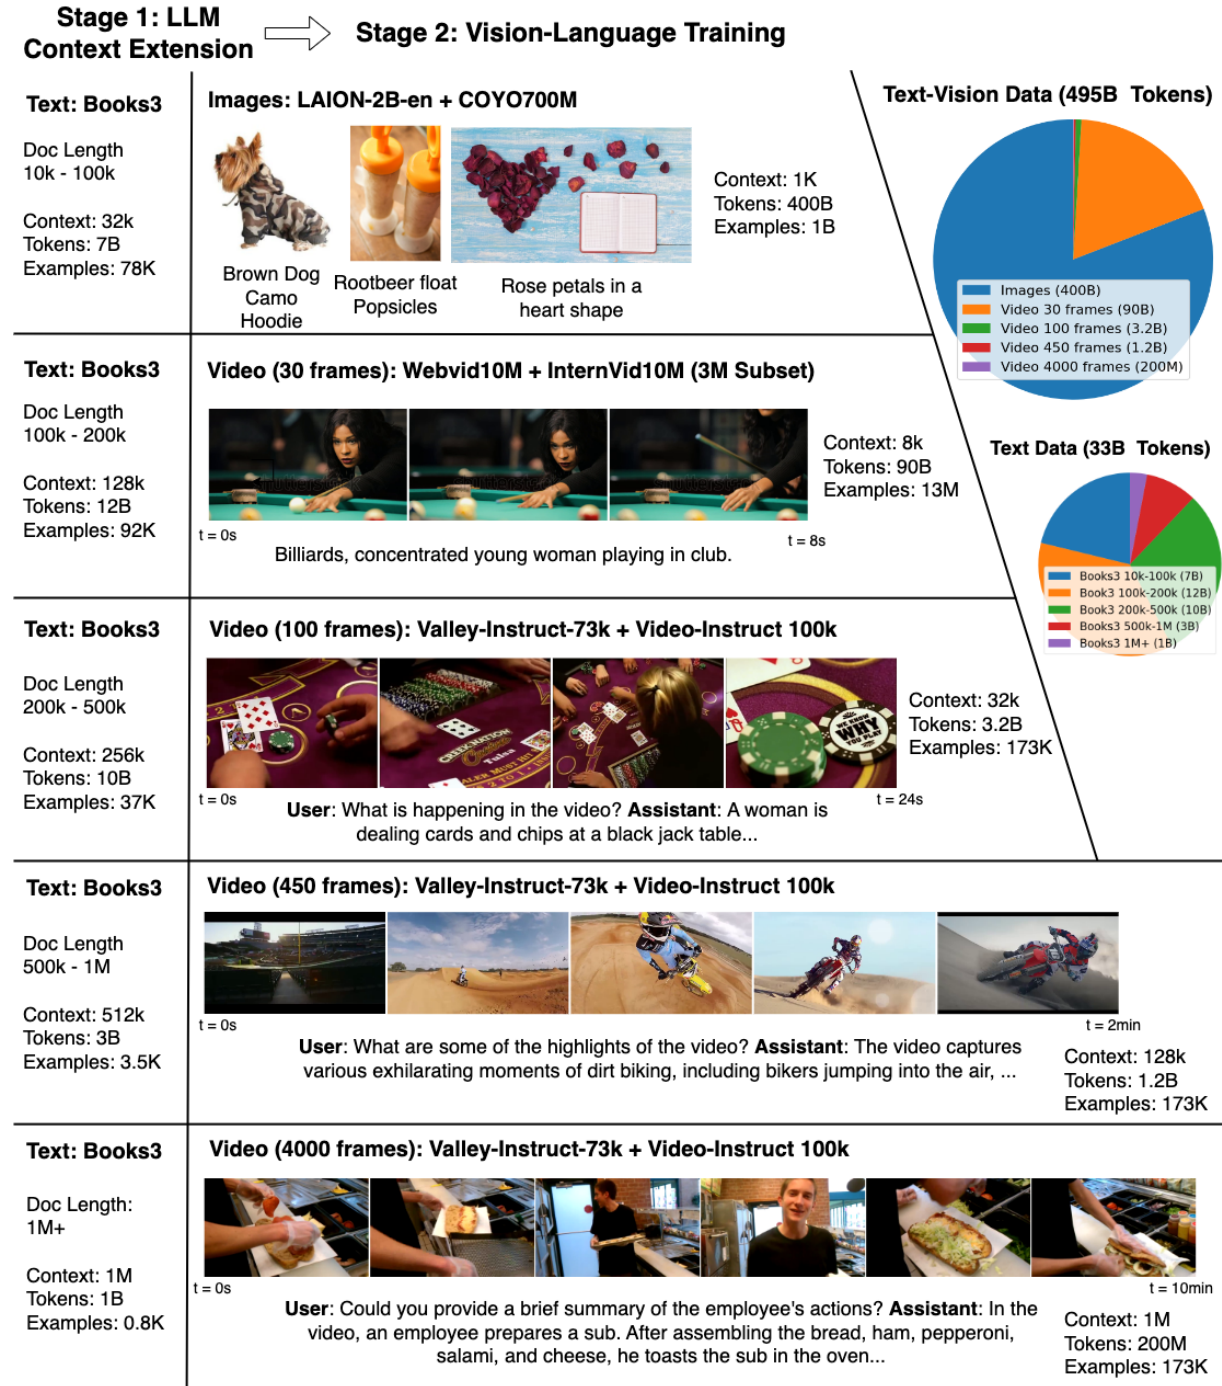 Stage 1: LLM
Context Extension
Stage 2: Vision-Language Training
Text: Books3
Doc Length
10k - 100k
Context: 32k
Tokens: 7B
Examples: 78K
Images: LAION-2B-en + COYO700M
Brown Dog
Camo
Hoodie
Rootbeer float
Popsicles
Rose petals in a
heart shape
Context: 1K
Tokens: 400B
Examples: 1B
Text-Vision Data (495B Tokens)
Images (400B)
Video 30 frames (90B)
Video 100 frames (3.2B)
Video 450 frames (1.2B)
Video 4000 frames (200M)
Text: Books3
Doc Length
100k - 200k
Context: 128k
Tokens: 12B
Examples: 92K
Video (30 frames): Webvid10M + InternVid10M (3M Subset)
t = 0s
t = 8s
Billiards, concentrated young woman playing in club.
Context: 8k
Tokens: 90B
Examples: 13M
Text Data (33B Tokens)
Books3 10k-100k (7B)
Book3 100k-200k (12B)
Book3 200k-500k (10B)
Books3 500k-1M (3B)
Books3 1M+ (1B)
Text: Books3
Doc Length
200k - 500k
Context: 256k
Tokens: 10B
Examples: 37K
Video (100 frames): Valley-Instruct-73k + Video-Instruct 100k
CREEK NATION
Casino
Tulsa
WE KNOW
WHY
YOU PLAY
t = 0s
t = 24s
User: What is happening in the video? Assistant: A woman is
dealing cards and chips at a black jack table...
Context: 32k
Tokens: 3.2B
Examples: 173K
Text: Books3
Doc Length
500k - 1M
Context: 512k
Tokens: 3B
Examples: 3.5K
Video (450 frames): Valley-Instruct-73k + Video-Instruct 100k
t = 0s
t = 2min
User: What are some of the highlights of the video? Assistant: The video captures
various exhilarating moments of dirt biking, including bikers jumping into the air, ...
Context: 128k
Tokens: 1.2B
Examples: 173K
Text: Books3
Doc Length:
1M+
Context: 1M
Tokens: 1B
Examples: 0.8K
Video (4000 frames): Valley-Instruct-73k + Video-Instruct 100k
t = 0s
t = 10min
User: Could you provide a brief summary of the employee's actions? Assistant: In the
video, an employee prepares a sub. After assembling the bread, ham, pepperoni,
salami, and cheese, he toasts the sub in the oven...
Context: 1M
Tokens: 200M
Examples: 173K